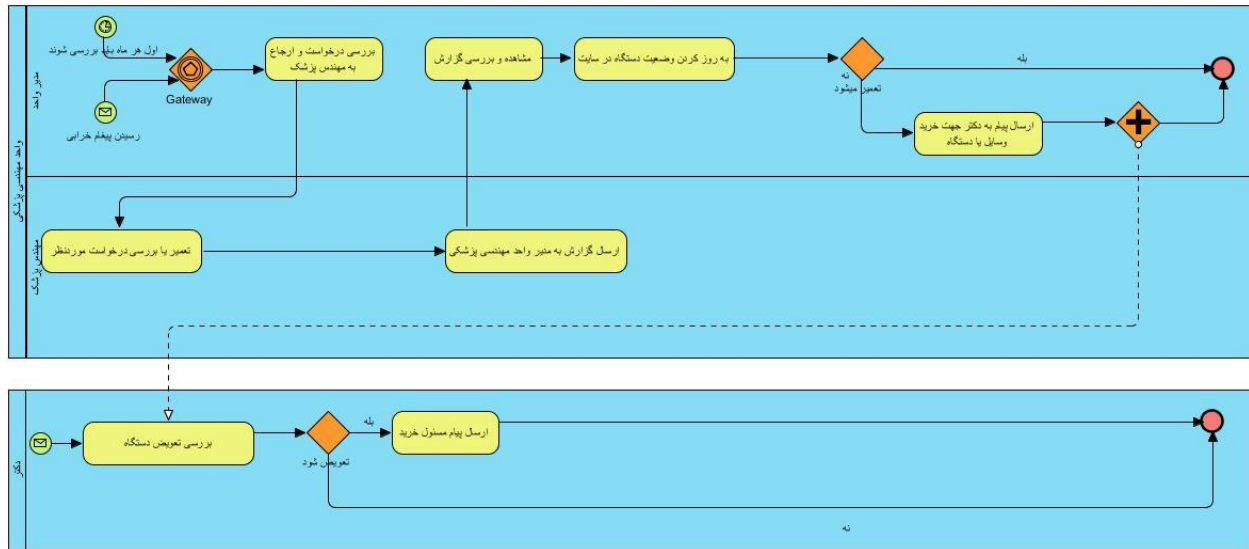 واحد مهندسی پزشکی
مدیر واحد
اول هر ماه باید بررسی شوند
Gateway
رسیدن پیغام خرابی
بررسی درخواست و ارجاع
به مهندس پزشک
مشاهده و بررسی گزارش
به روز کردن وضعیت دستگاه در سایت
نه
تعمیر میشود
بله
ارسال پیام به دکتر جهت خرید
وسایل یا دستگاه
مهندس پزشک
تعمیر یا بررسی درخواست موردنظر
ارسال گزارش به مدیر واحد مهندسی پزشکی
دکتر
بررسی تعویض دستگاه
تعویض شود
بله
ارسال پیام مسئول خرید
نه